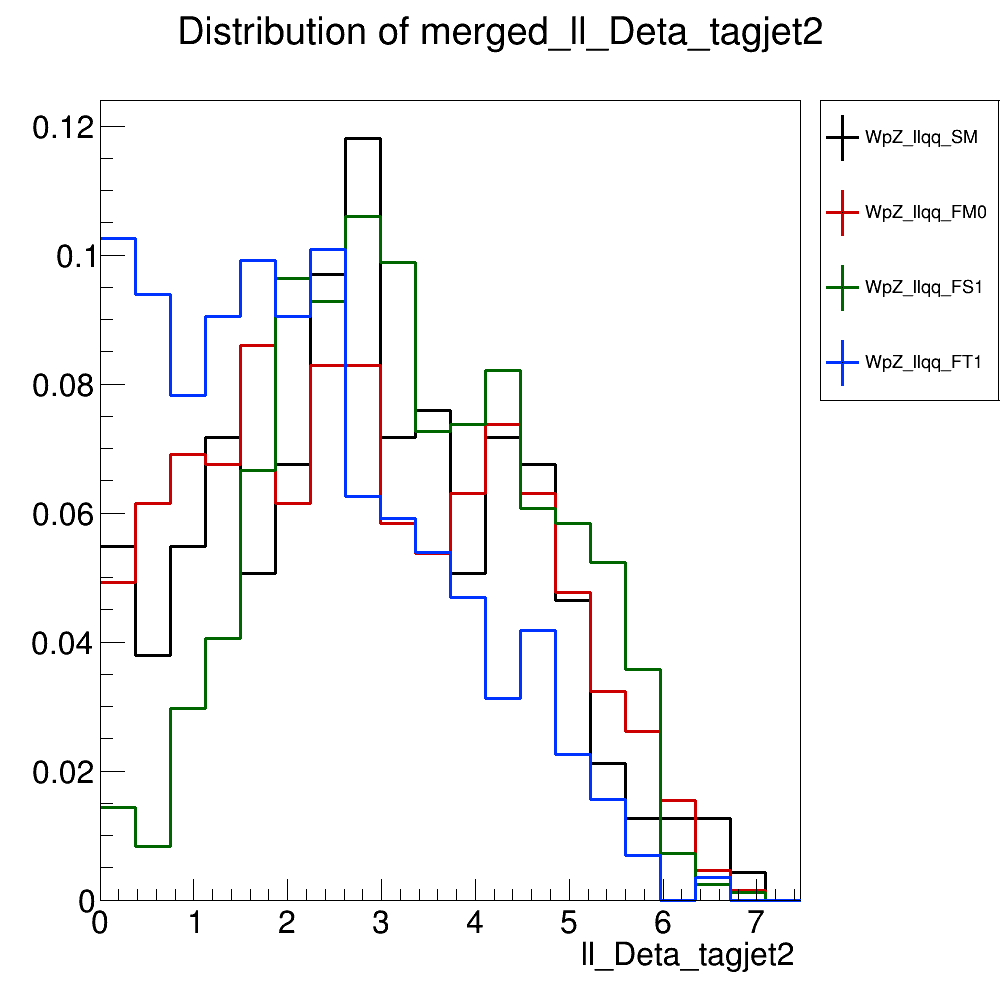 Distribution of merged_ll_Deta_tagjet2
0.12
0.1
0.08
0.06
0.04
0.02
0
0 1 2 3 4 5 6 7
ll_Deta_tagjet2
WpZ_llqq_SM
WpZ_llqq_FM0
WpZ_llqq_FS1
WpZ_llqq_FT1